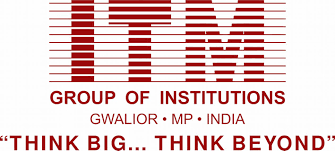 ITM
GROUP OF INSTITUTIONS
GWALIOR • MP • INDIA
“THINK BIG... THINK BEYOND”